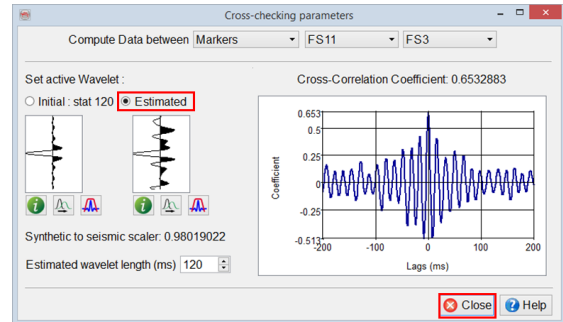 Cross-checking parameters
Compute Data between Markers FS11 FS3
Set active Wavelet :
Initial : stat 120 Estimated
Synthetic to seismic scaler: 0.98019022
Estimated wavelet length (ms) 120
Cross-Correlation Coefficient: 0.6532883
Coefficient
0.653
0.5
0.25
0
-0.25
-0.513
-200 -100 0 100 200
Lags (ms)
Close Help